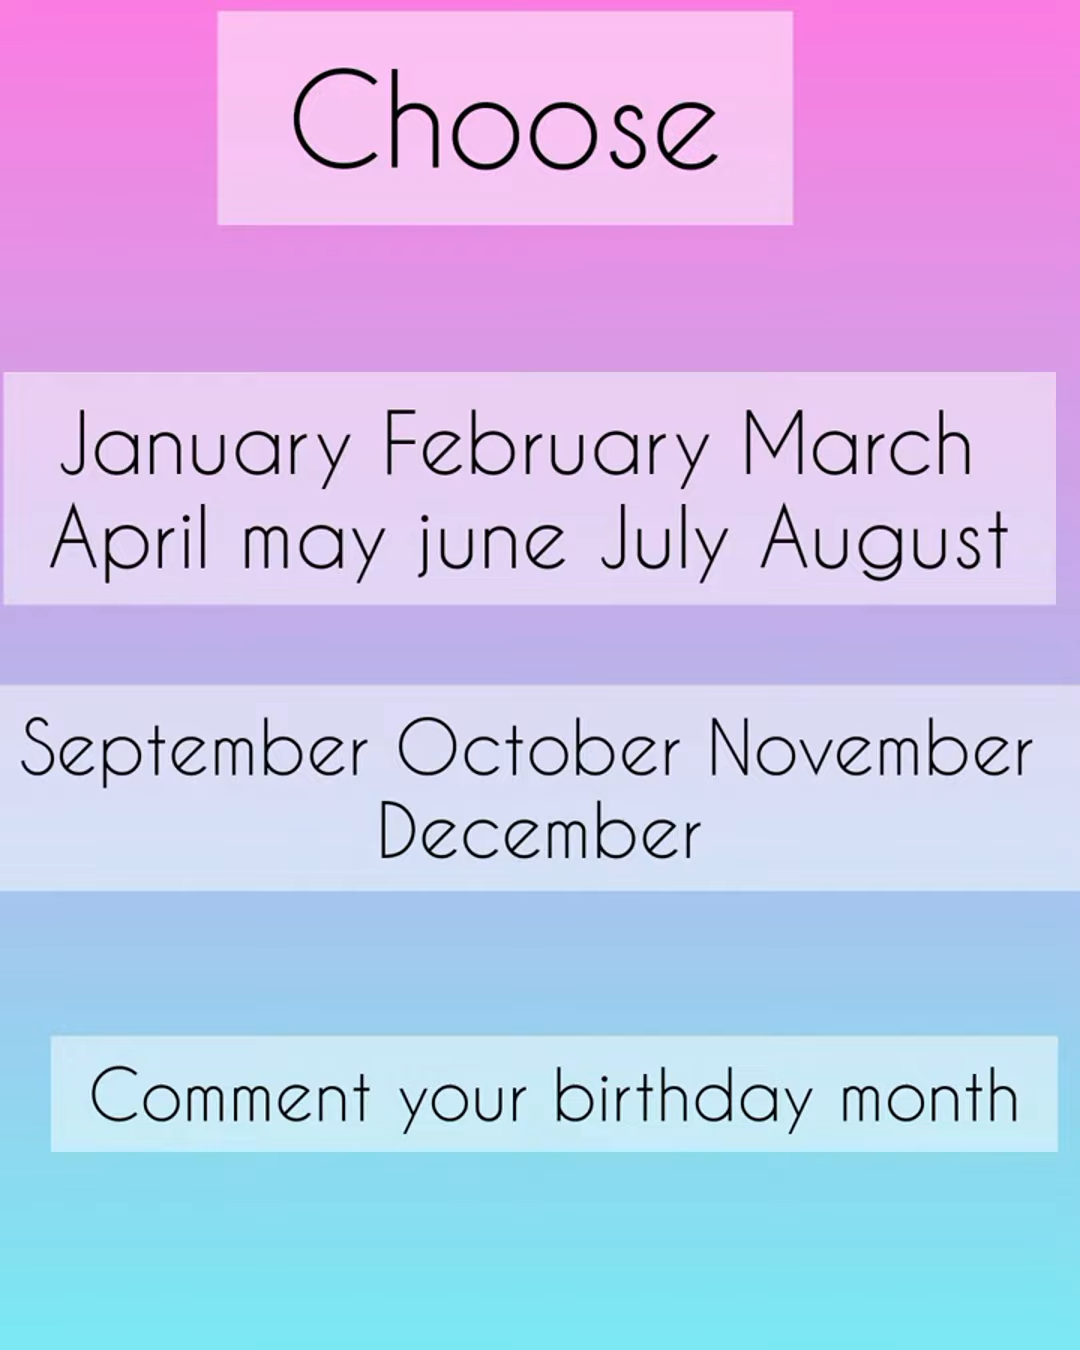 Choose
January February March
April may june July August
September October November
December
Comment your birthday month